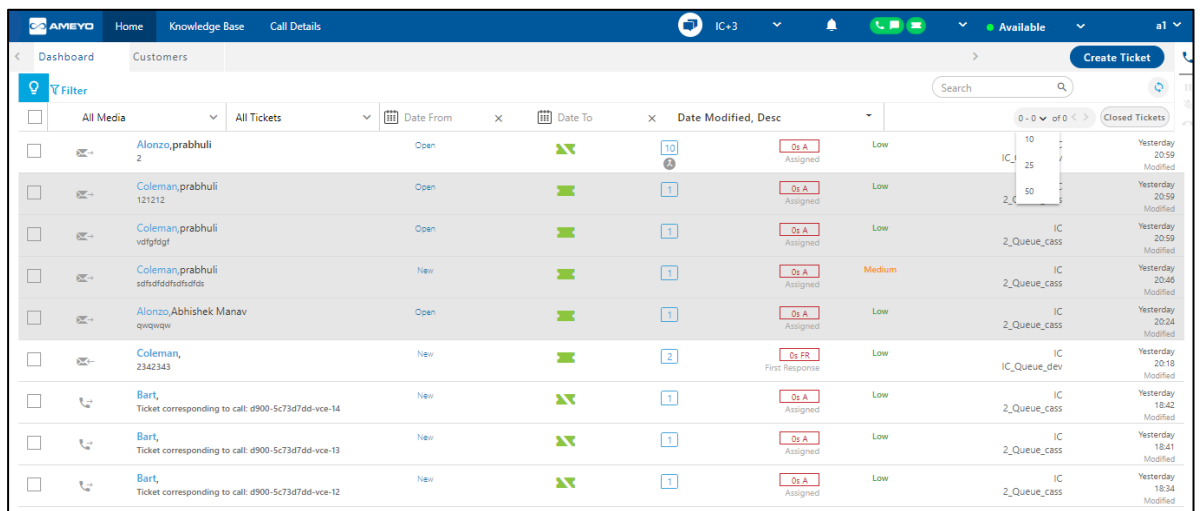 AMEYO Home Knowledge Base Call Details IC+3 Available a1
Dashboard Customers Create Ticket
Filter Search
All Media All Tickets Date From × Date To × Date Modified, Desc 0 - 0 of 0 Closed Tickets
10
25
50
Alonzo,prabhuli Open 10 0s A Low Yesterday
2 Assigned 20:59
Modified
Coleman,prabhuli Open 1 0s A Low Yesterday
121212 Assigned 20:59
Modified
Coleman,prabhuli Open 1 0s A Low IC Yesterday
vdfgfdgf Assigned 2_Queue_cass 20:59
Modified
Coleman,prabhuli New 1 0s A Medium IC Yesterday
sdfsdfddfsdfsdfds Assigned 2_Queue_cass 20:46
Modified
Alonzo,Abhishek Manav Open 1 0s A Low IC Yesterday
qwqwqw Assigned 2_Queue_cass 20:24
Modified
Coleman, New 2 0s FR Low IC Yesterday
2342343 First Response IC_Queue_dev 20:18
Modified
Bart, New 1 0s A Low IC Yesterday
Ticket corresponding to call: d900-5c73d7dd-vce-14 Assigned 2_Queue_cass 18:42
Modified
Bart, New 1 0s A Low IC Yesterday
Ticket corresponding to call: d900-5c73d7dd-vce-13 Assigned 2_Queue_cass 18:41
Modified
Bart, New 1 0s A Low IC Yesterday
Ticket corresponding to call: d900-5c73d7dd-vce-12 Assigned 2_Queue_cass 18:34
Modified